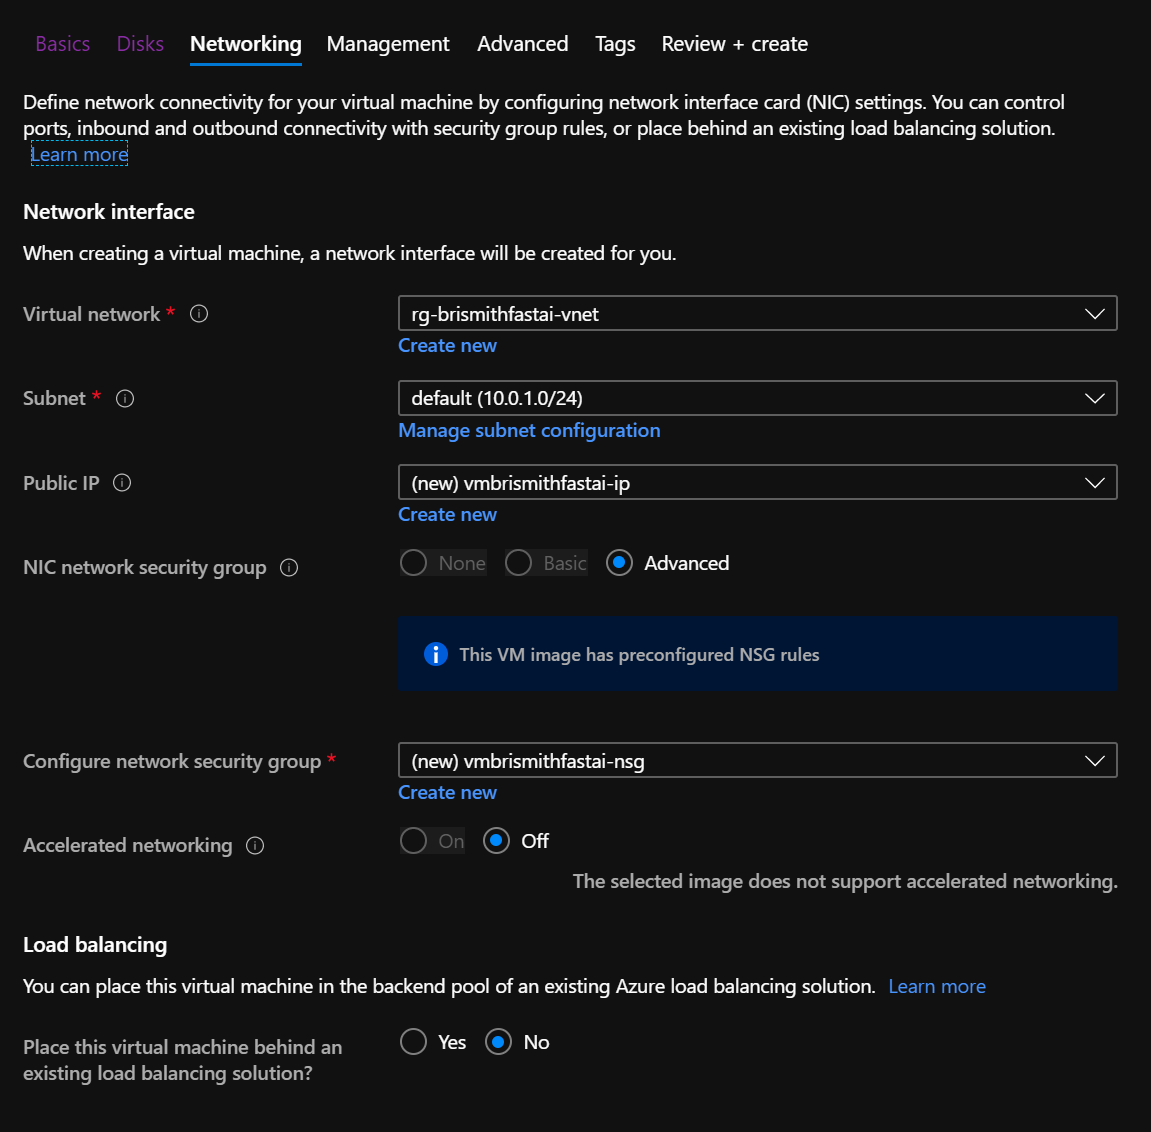 Basics Disks Networking Management Advanced Tags Review + create
Define network connectivity for your virtual machine by configuring network interface card (NIC) settings. You can control
ports, inbound and outbound connectivity with security group rules, or place behind an existing load balancing solution.
Learn more
Network interface
When creating a virtual machine, a network interface will be created for you.
Virtual network * rg-brismithfastai-vnet
Create new
Subnet * default (10.0.1.0/24)
Manage subnet configuration
Public IP (new) vmbrismithfastai-ip
Create new
NIC network security group None Basic Advanced
This VM image has preconfigured NSG rules
Configure network security group * (new) vmbrismithfastai-nsg
Create new
Accelerated networking On Off
The selected image does not support accelerated networking.
Load balancing
You can place this virtual machine in the backend pool of an existing Azure load balancing solution. Learn more
Place this virtual machine behind an Yes No
existing load balancing solution?